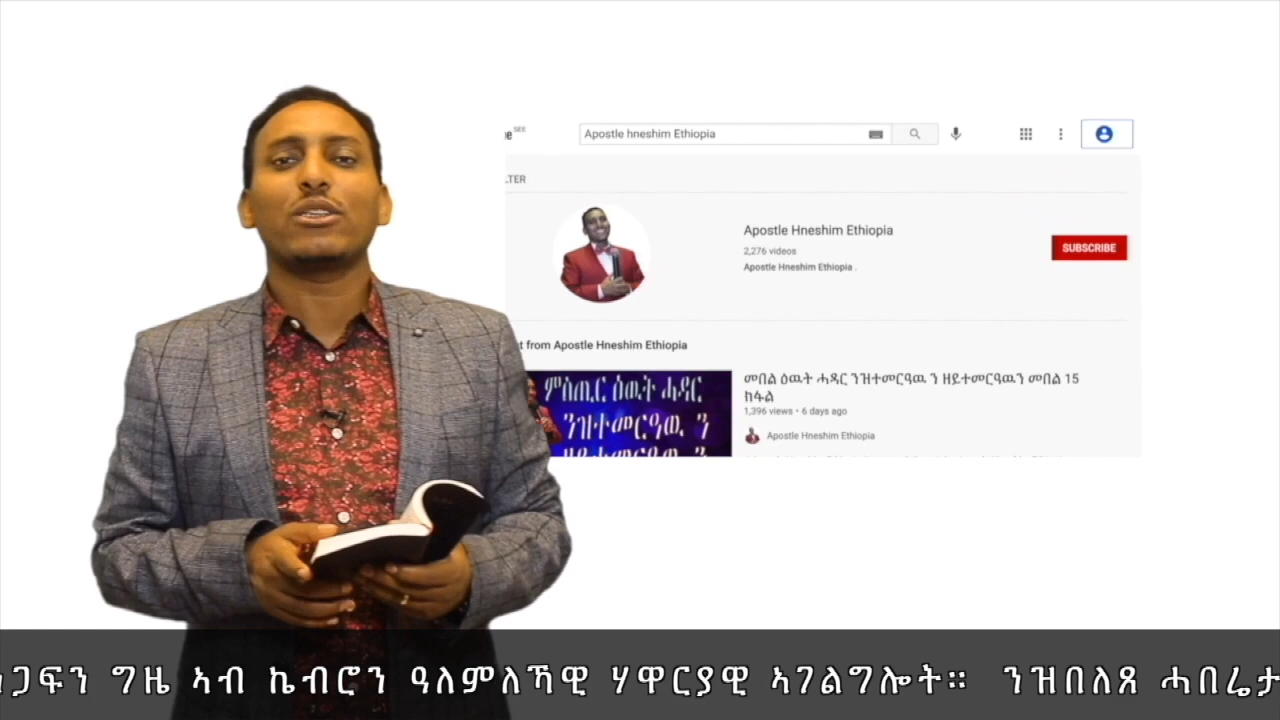 SEE
Apostle hneshim Ethiopia
Apostle Hneshim Ethiopia
2,276 videos
Apostle Hneshim Ethiopia .
SUBSCRIBE
from Apostle Hneshim Ethiopia
ምስጢር ዕዉት ሓዳር
ንዝተመርዓዉ ን
መበል ዕዉት ሓዳር ንዝተመርዓዉ ን ዘይተመርዓዉን መበል 15
ክፋል
1,396 views • 6 days ago
Apostle Hneshim Ethiopia
ግዜ ኣብ ኬብሮን ዓለምለኻዊ ሃዋርያዊ ኣገልግሎት። ንዝበለጸ